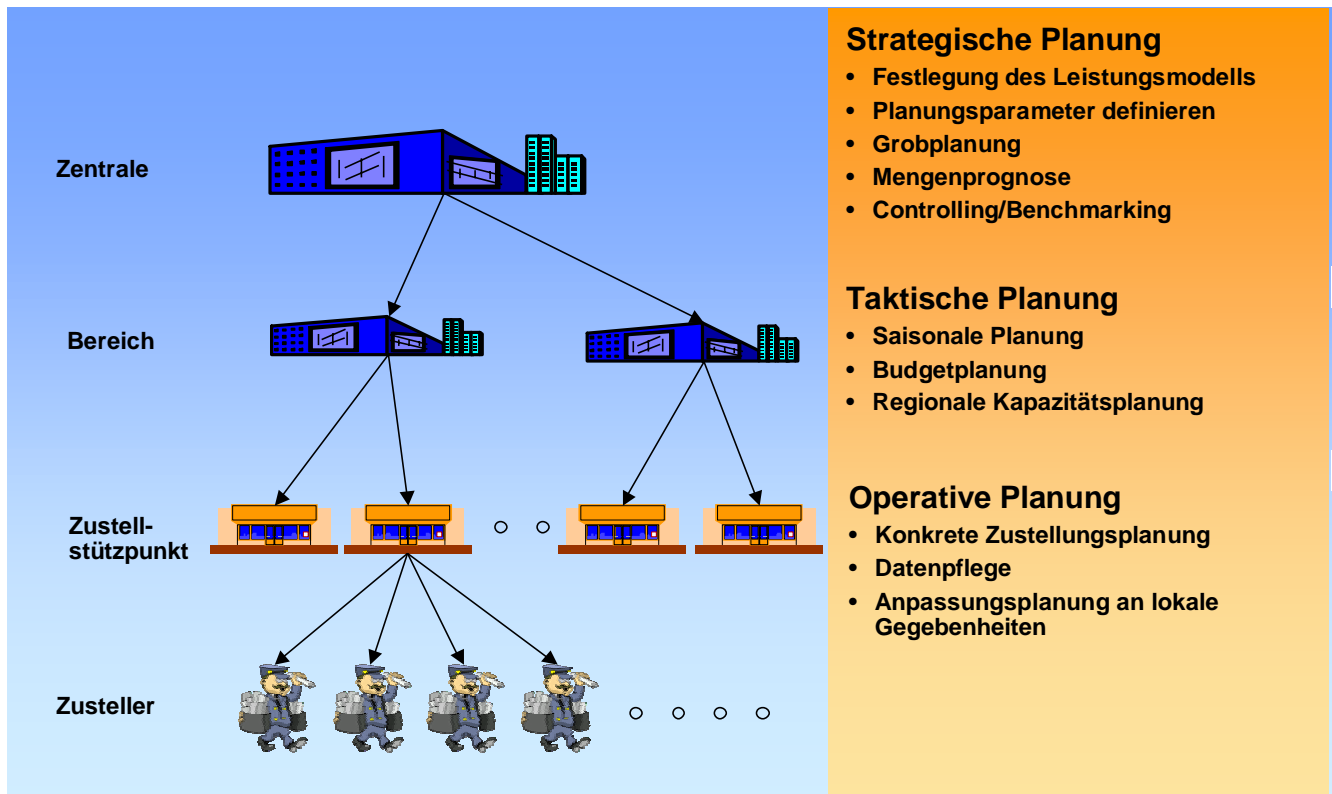 Zentrale
Bereich
Zustell-
stützpunkt
Zusteller
Strategische Planung
• Festlegung des Leistungsmodells
• Planungsparameter definieren
• Grobplanung
• Mengenprognose
• Controlling/Benchmarking
Taktische Planung
• Saisonale Planung
• Budgetplanung
• Regionale Kapazitätsplanung
Operative Planung
• Konkrete Zustellungsplanung
• Datenpflege
• Anpassungsplanung an lokale
Gegebenheiten